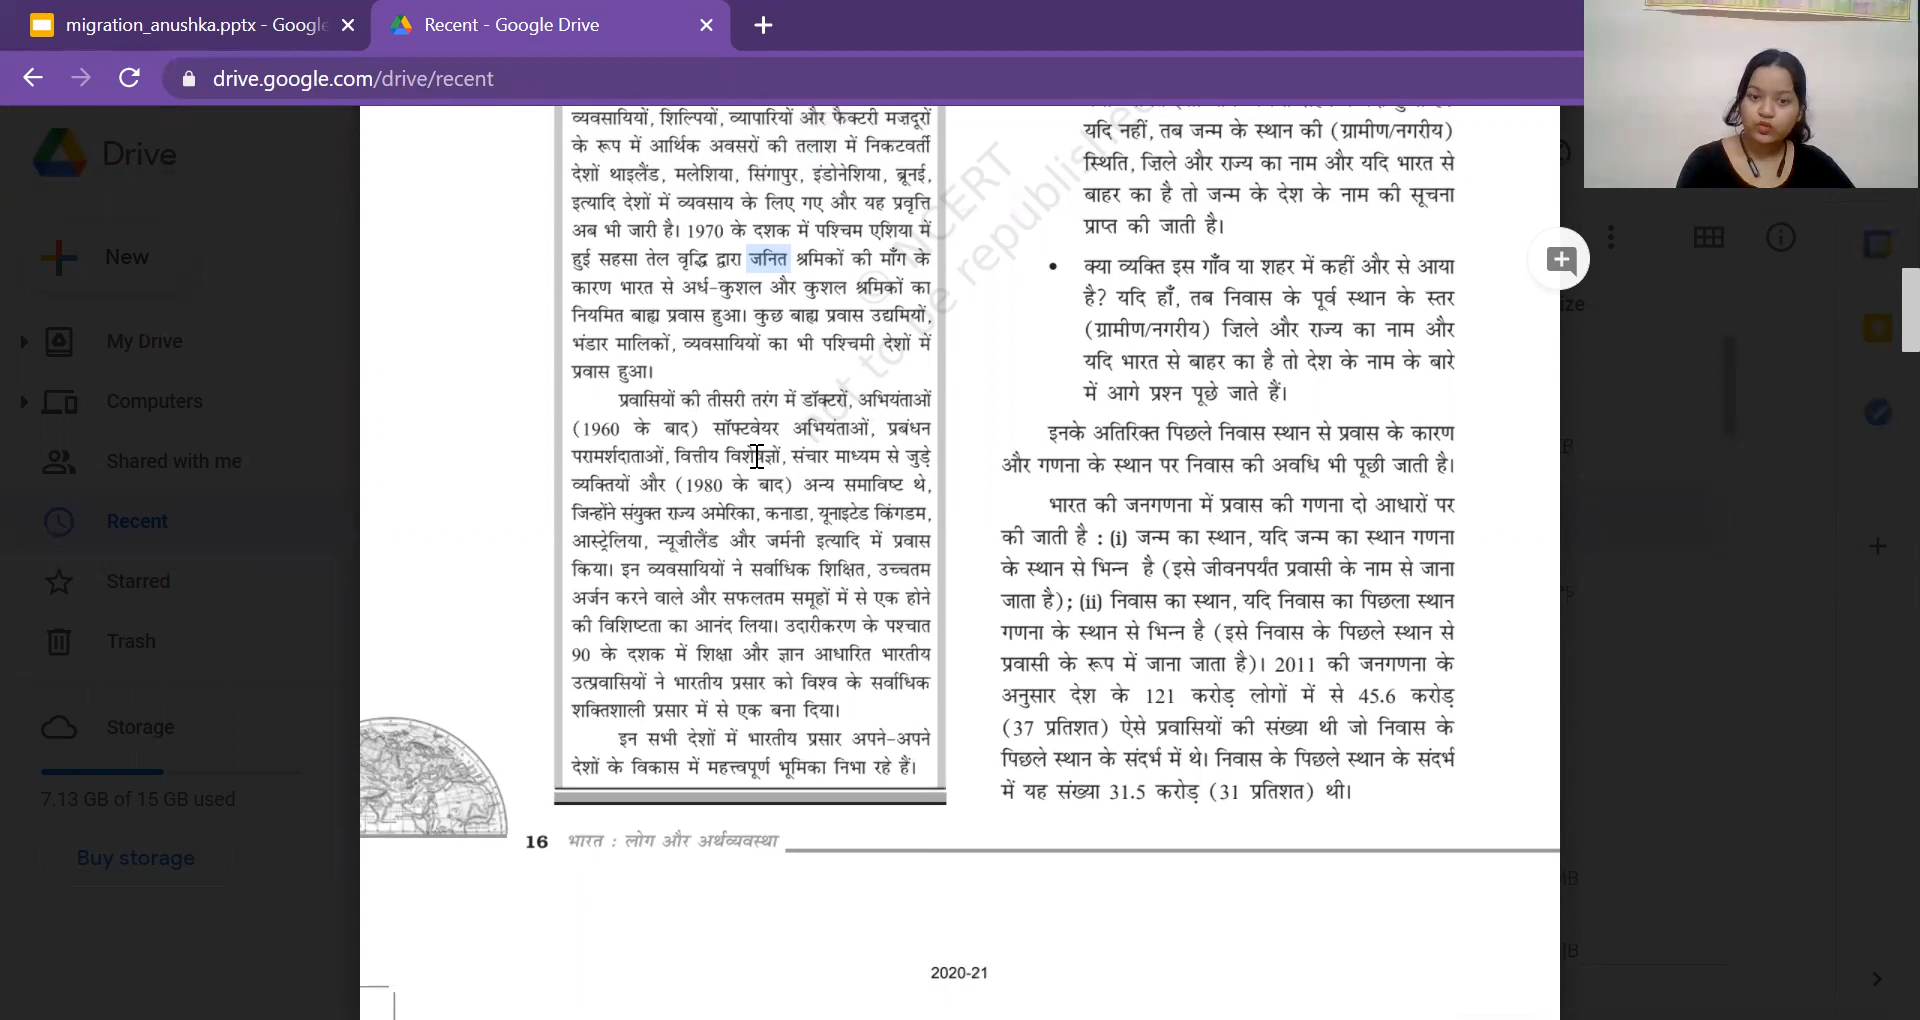 migration_anushka.pptx - Google
Recent - Google Drive
drive.google.com/drive/recent
Drive
New
My Drive
Computers
Shared with me
Recent
Starred
Trash
Storage
7.13 GB of 15 GB used
Buy storage
व्यवसायियों, शिल्पियों, व्यापारियों और फैक्टरी मज़दूरों
के रूप में आर्थिक अवसरों की तलाश में निकटवर्ती
देशों थाइलैंड, मलेशिया, सिंगापुर, इंडोनेशिया, ब्रूनई,
इत्यादि देशों में व्यवसाय के लिए गए और यह प्रवृत्ति
अब भी जारी है। 1970 के दशक में पश्चिम एशिया में
हुई सहसा तेल वृद्धि द्वारा जनित श्रमिकों की माँग के
कारण भारत से अर्ध-कुशल और कुशल श्रमिकों का
नियमित बाह्य प्रवास हुआ। कुछ बाह्य प्रवास उद्यमियों,
भंडार मालिकों, व्यवसायियों का भी पश्चिमी देशों में
प्रवास हुआ।
प्रवासियों की तीसरी तरंग में डॉक्टरों, अभियंताओं
(1960 के बाद) सॉफ्टवेयर अभियंताओं, प्रबंधन
परामर्शदाताओं, वित्तीय विशेषज्ञों, संचार माध्यम से जुड़े
व्यक्तियों और (1980 के बाद) अन्य समाविष्ट थे,
जिन्होंने संयुक्त राज्य अमेरिका, कनाडा, यूनाइटेड किंगडम,
आस्ट्रेलिया, न्यूज़ीलैंड और जर्मनी इत्यादि में प्रवास
किया। इन व्यवसायियों ने सर्वाधिक शिक्षित, उच्चतम
अर्जन करने वाले और सफलतम समूहों में से एक होने
की विशिष्टता का आनंद लिया। उदारीकरण के पश्चात
90 के दशक में शिक्षा और ज्ञान आधारित भारतीय
उत्प्रवासियों ने भारतीय प्रसार को विश्व के सर्वाधिक
शक्तिशाली प्रसार में से एक बना दिया।
इन सभी देशों में भारतीय प्रसार अपने-अपने
देशों के विकास में महत्त्वपूर्ण भूमिका निभा रहे हैं।
यदि नहीं, तब जन्म के स्थान की (ग्रामीण/नगरीय)
स्थिति, ज़िले और राज्य का नाम और यदि भारत से
बाहर का है तो जन्म के देश के नाम की सूचना
प्राप्त की जाती है।
• क्या व्यक्ति इस गाँव या शहर में कहीं और से आया
है? यदि हाँ, तब निवास के पूर्व स्थान के स्तर
(ग्रामीण/नगरीय) ज़िले और राज्य का नाम और
यदि भारत से बाहर का है तो देश के नाम के बारे
में आगे प्रश्न पूछे जाते हैं।
इनके अतिरिक्त पिछले निवास स्थान से प्रवास के कारण
और गणना के स्थान पर निवास की अवधि भी पूछी जाती है।
भारत की जनगणना में प्रवास की गणना दो आधारों पर
की जाती है : (i) जन्म का स्थान, यदि जन्म का स्थान गणना
के स्थान से भिन्न है (इसे जीवनपर्यंत प्रवासी के नाम से जाना
जाता है); (ii) निवास का स्थान, यदि निवास का पिछला स्थान
गणना के स्थान से भिन्न है (इसे निवास के पिछले स्थान से
प्रवासी के रूप में जाना जाता है)। 2011 की जनगणना के
अनुसार देश के 121 करोड़ लोगों में से 45.6 करोड़
(37 प्रतिशत) ऐसे प्रवासियों की संख्या थी जो निवास के
पिछले स्थान के संदर्भ में थे। निवास के पिछले स्थान के संदर्भ
में यह संख्या 31.5 करोड़ (31 प्रतिशत) थी।
© NCERT
not to be republished
16 भारत : लोग और अर्थव्यवस्था
2020-21